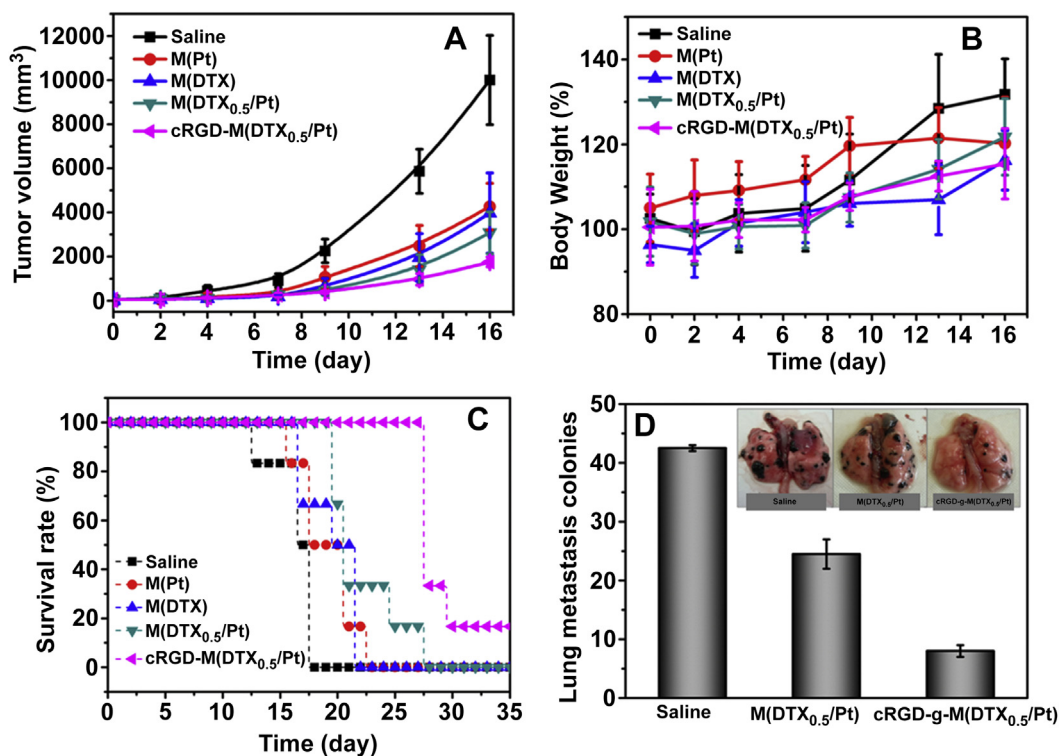 A
Tumor volume (mm³)
12000
10000
8000
6000
4000
2000
0
Saline
M(Pt)
M(DTX)
M(DTX₀.₅/Pt)
cRGD-M(DTX₀.₅/Pt)
0 2 4 6 8 10 12 14 16
Time (day)
B
Body Weight (%)
140
120
100
80
Saline
M(Pt)
M(DTX)
M(DTX₀.₅/Pt)
cRGD-M(DTX₀.₅/Pt)
0 2 4 6 8 10 12 14 16
Time (day)
C
Survival rate (%)
100
80
60
40
20
0
Saline
M(Pt)
M(DTX)
M(DTX₀.₅/Pt)
cRGD-M(DTX₀.₅/Pt)
0 5 10 15 20 25 30 35
Time (day)
D
Lung metastasis colonies
50
40
30
20
10
0
Saline M(DTX₀.₅/Pt) cRGD-g-M(DTX₀.₅/Pt)
Saline M(DTX₀.₅/Pt) cRGD-g-M(DTX₀.₅/Pt)